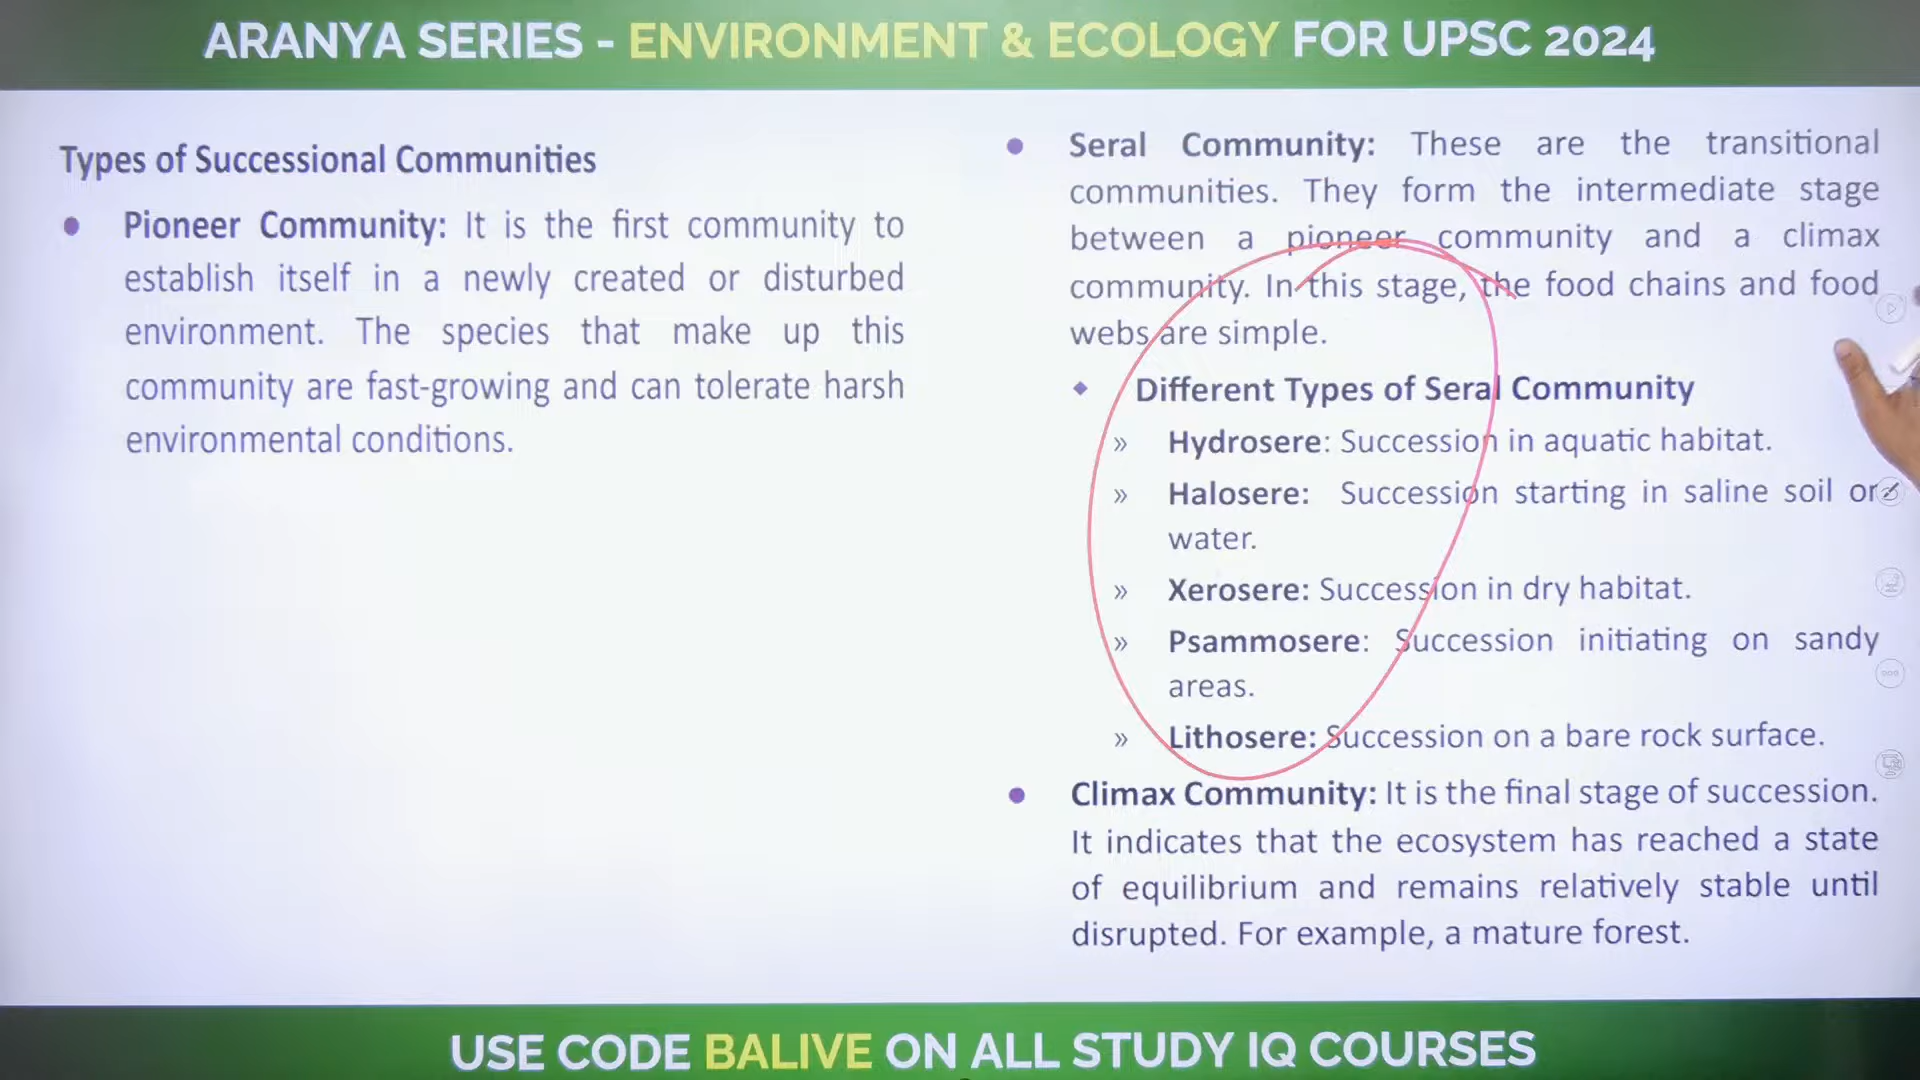 ARANYA SERIES - ENVIRONMENT & ECOLOGY FOR UPSC 2024
Types of Successional Communities
Pioneer Community: It is the first community to
establish itself in a newly created or disturbed
environment. The species that make up this
community are fast-growing and can tolerate harsh
environmental conditions.
Seral Community: These are the transitional
communities. They form the intermediate stage
between a pioneer community and a climax
community. In this stage, the food chains and food
webs are simple.
Different Types of Seral Community
» Hydrosere: Succession in aquatic habitat.
» Halosere: Succession starting in saline soil or
water.
» Xerosere: Succession in dry habitat.
» Psammosere: Succession initiating on sandy
areas.
» Lithosere: Succession on a bare rock surface.
Climax Community: It is the final stage of succession.
It indicates that the ecosystem has reached a state
of equilibrium and remains relatively stable until
disrupted. For example, a mature forest.
USE CODE BALIVE ON ALL STUDY IQ COURSES